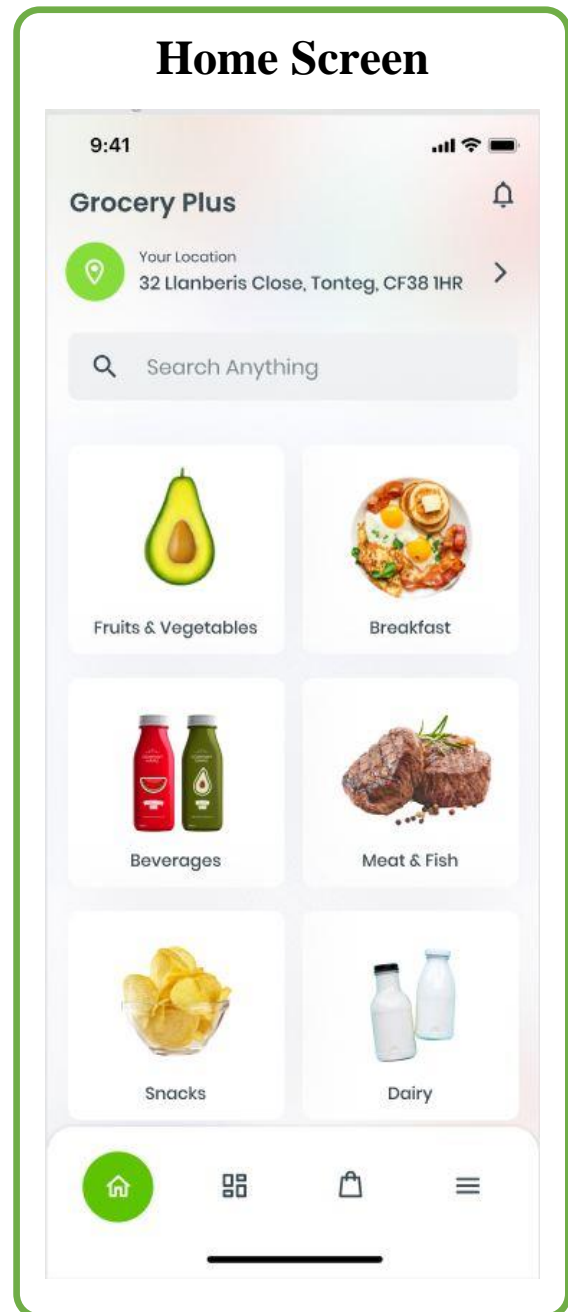 Home Screen
9:41
Grocery Plus
Your Location
32 Llanberis Close, Tonteg, CF38 1HR
Search Anything
Fruits & Vegetables
Breakfast
Beverages
Meat & Fish
Snacks
Dairy